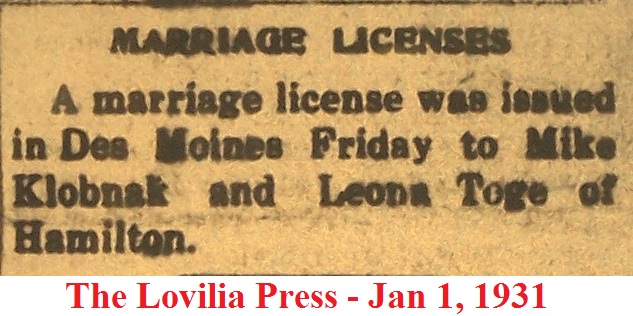 MARRIAGE LICENSES
A marriage license was issued
in Des Moines Friday to Mike
Klobnak and Leona Toge of
Hamilton.
The Lovilia Press - Jan 1, 1931